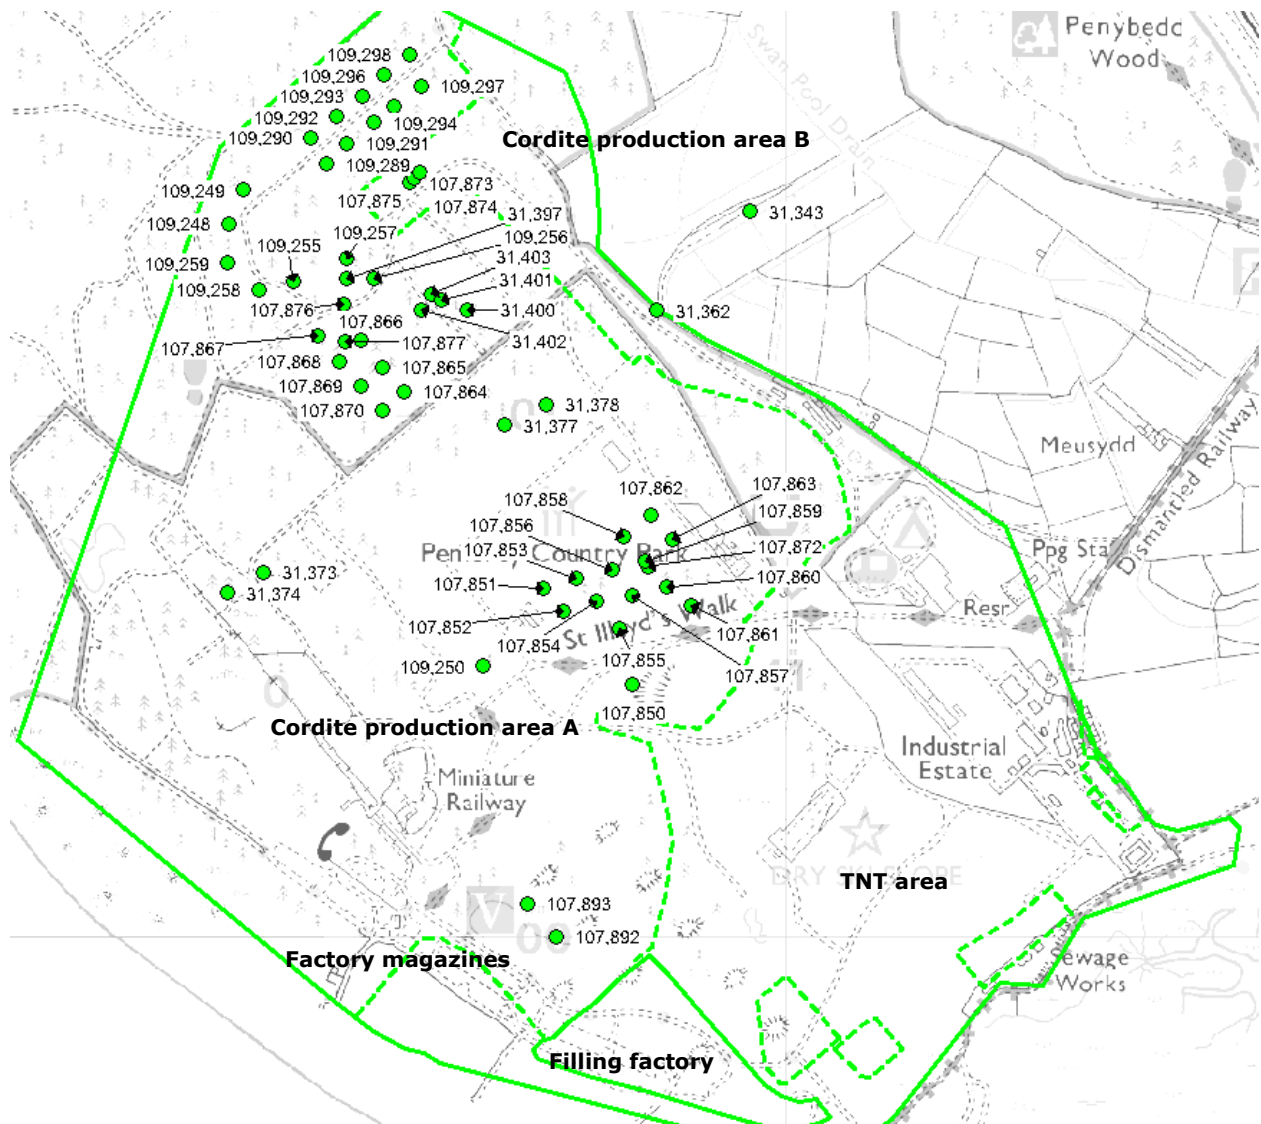 109,298
109,296
109,297
109,293
109,292
109,294
109,290
109,291
109,289
Cordite production area B
Swan Pool Drain
Penybedd
Wood
107,873
107,875
107,874
109,249
31,397
109,248
109,257
109,256
109,255
31,403
109,259
31,401
109,258
31,400
107,876
31,402
107,866
107,867
107,877
107,868
107,865
107,869
107,864
107,870
31,343
31,362
31,378
31,377
Meusydd
Dismantled Railway
107,862
107,863
107,858
107,859
107,856
107,853
107,872
Country Park
107,851
107,860
107,852
107,854
St Illtyd's Walk
107,861
107,855
107,857
109,250
107,850
31,373
31,374
Ppg Sta
Resr
Cordite production area A
Miniature
Railway
Industrial
Estate
TNT area
DRY SKI SLOPE
107,893
107,892
V
Factory magazines
Sewage
Works
Filling factory